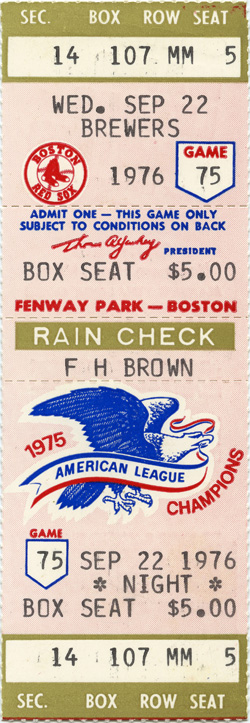 SEC. BOX ROW SEAT
14 107 MM 5
WED. SEP 22
BREWERS
BOSTON
RED SOX
1976
GAME
75
ADMIT ONE — THIS GAME ONLY
SUBJECT TO CONDITIONS ON BACK
PRESIDENT
BOX SEAT $5.00
FENWAY PARK — BOSTON
RAIN CHECK
F H BROWN
1975
AMERICAN LEAGUE
CHAMPIONS
GAME
75
SEP 22 1976
* NIGHT *
BOX SEAT $5.00
14 107 MM 5
SEC. BOX ROW SEAT